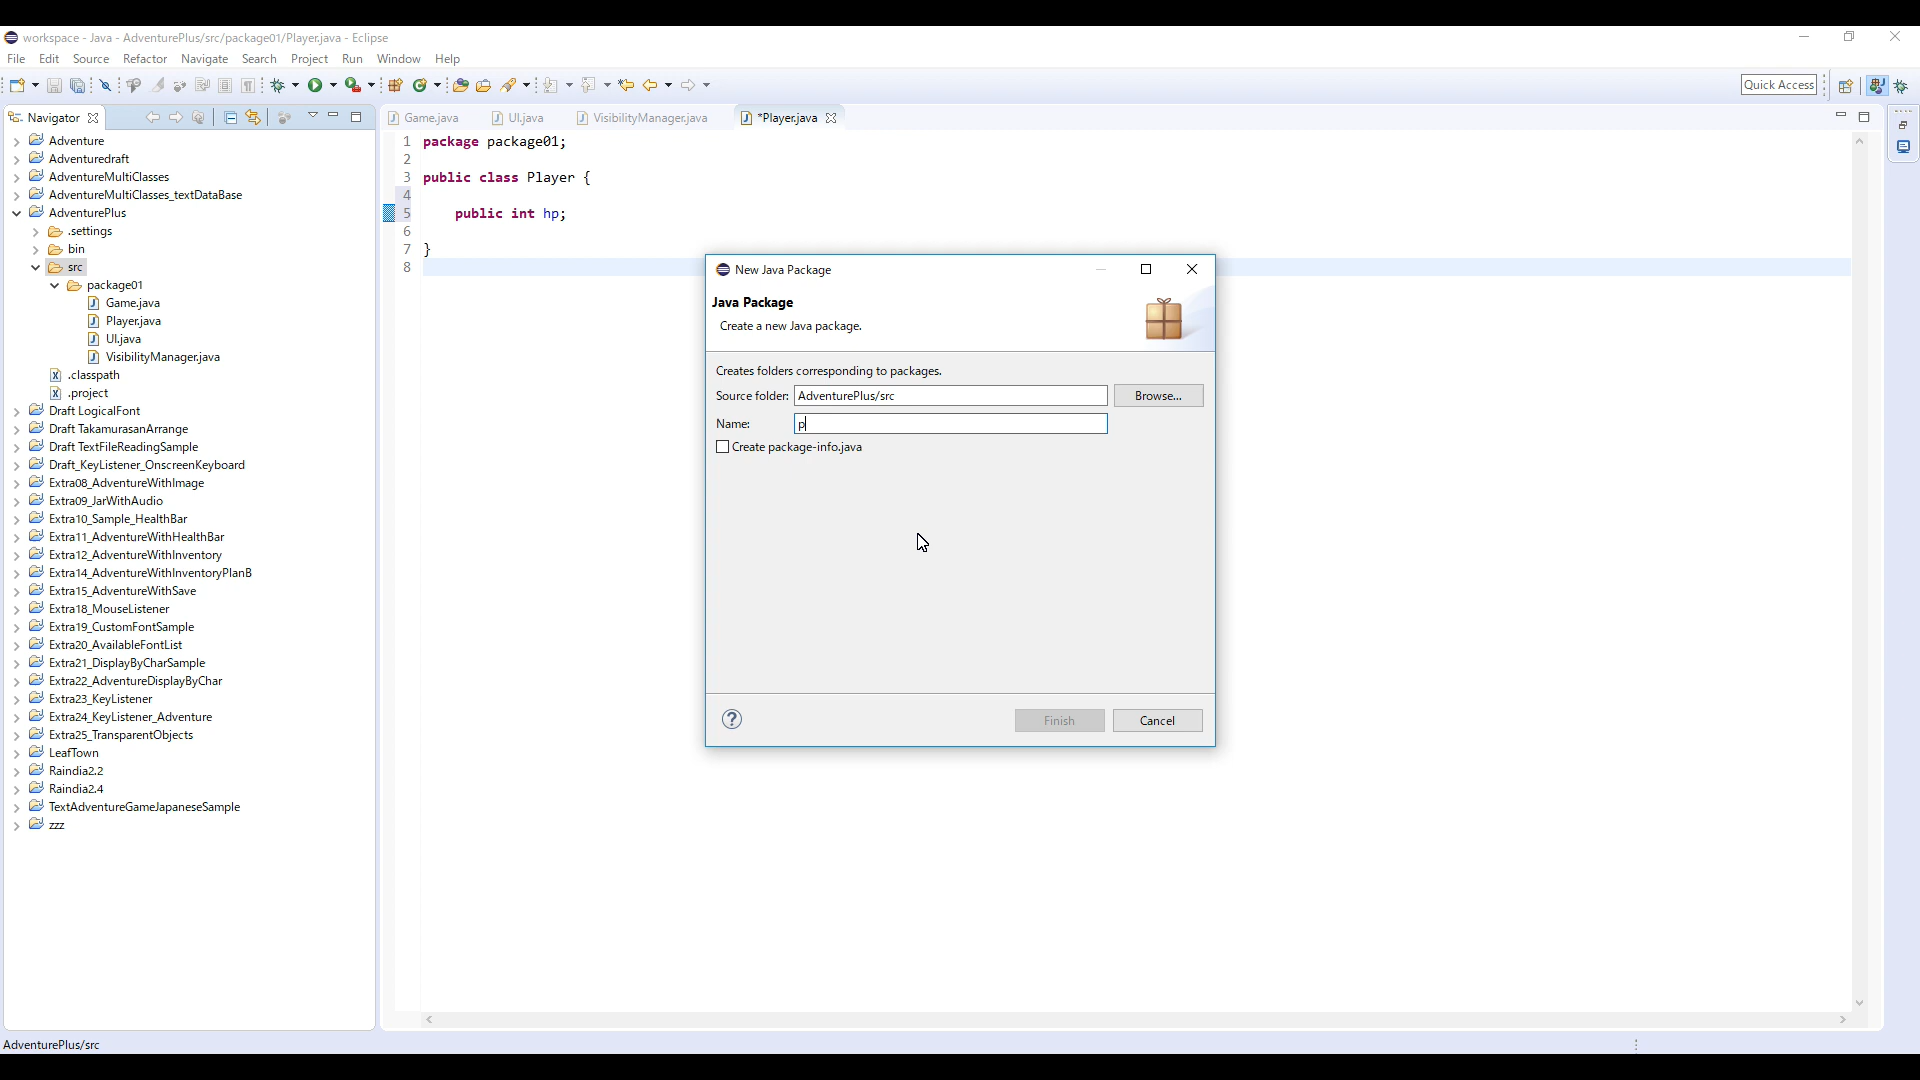 workspace - Java - AdventurePlus/src/package01/Player.java - Eclipse
File Edit Source Refactor Navigate Search Project Run Window Help
Quick Access
Navigator
Game.java UI.java VisibilityManager.java *Player.java
Adventure
Adventuredraft
AdventureMultiClasses
AdventureMultiClasses_textDataBase
AdventurePlus
.settings
bin
src
package01
Game.java
Player.java
UI.java
VisibilityManager.java
.classpath
.project
Draft LogicalFont
Draft TakamurasanArrange
Draft TextFileReadingSample
Draft_KeyListener_OnscreenKeyboard
Extra08_AdventureWithImage
Extra09_JarWithAudio
Extra10_Sample_HealthBar
Extra11_AdventureWithHealthBar
Extra12_AdventureWithInventory
Extra14_AdventureWithInventoryPlanB
Extra15_AdventureWithSave
Extra18_MouseListener
Extra19_CustomFontSample
Extra20_AvailableFontList
Extra21_DisplayByCharSample
Extra22_AdventureDisplayByChar
Extra23_KeyListener
Extra24_KeyListener_Adventure
Extra25_TransparentObjects
LeafTown
Raindia2.2
Raindia2.4
TextAdventureGameJapaneseSample
zzz
1 package package01;
2
3 public class Player {
4
5 public int hp;
6
7 }
8
New Java Package
Java Package
Create a new Java package.
Creates folders corresponding to packages.
Source folder: AdventurePlus/src Browse...
Name: p
Create package-info.java
? Finish Cancel
AdventurePlus/src